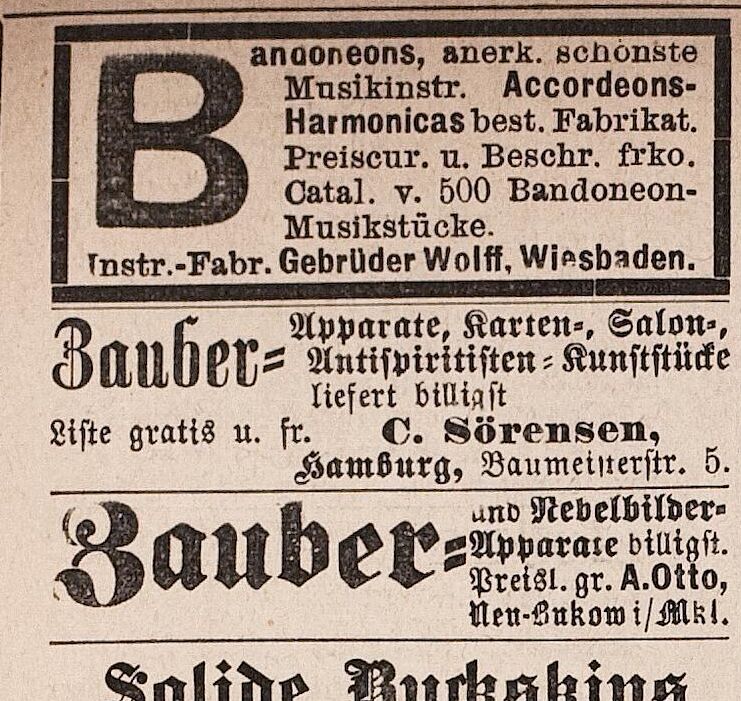 Bandoneons, anerk. schönste
Musikinstr. Accordeons-
Harmonicas best. Fabrikat.
Preiscur. u. Beschr. frko.
Catal. v. 500 Bandoneon-
Musikstücke.
Instr.-Fabr. Gebrüder Wolff, Wiesbaden.
Zauber-Apparate, Karten-, Salon-,
Antispiritisten-Kunststücke
liefert billigst
Liste gratis u. fr. C. Sörensen,
Hamburg, Baumeisterstr. 5.
Zauber- und Nebelbilder-
Apparate billigst.
Preisl. gr. A. Otto,
Neu-Bukow i/Mkl.
Solide Buckskins